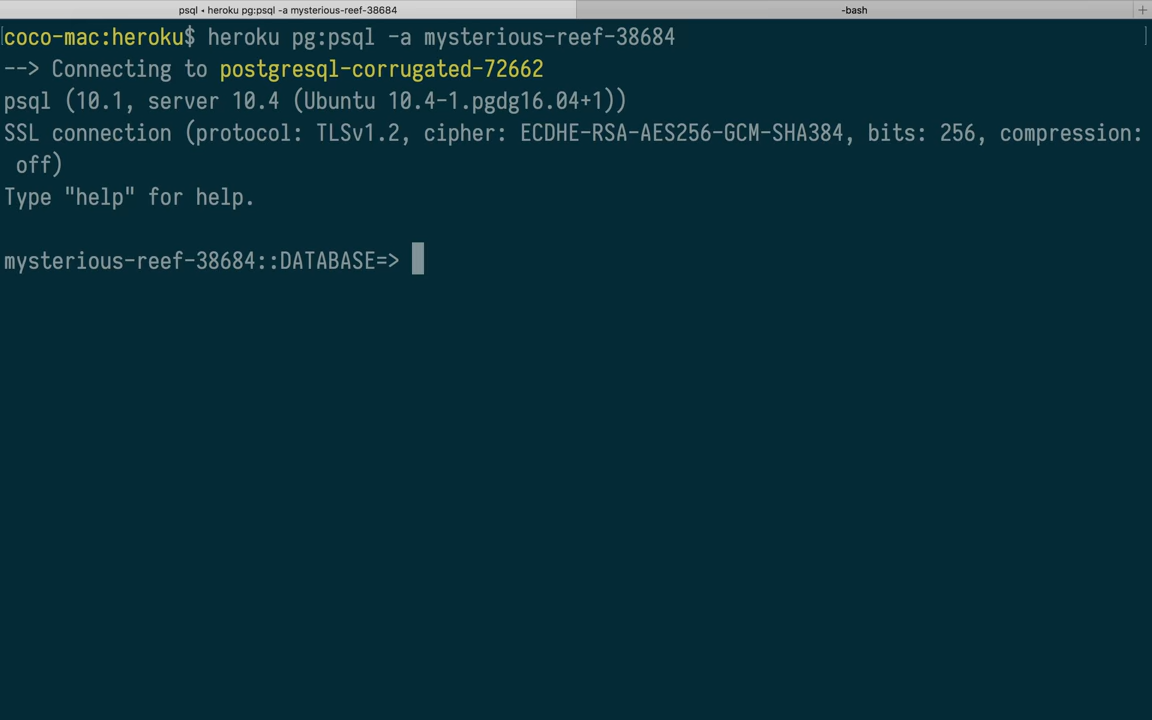 psql • heroku pg:psql -a mysterious-reef-38684
-bash
coco-mac:heroku$ heroku pg:psql -a mysterious-reef-38684
--> Connecting to postgresql-corrugated-72662
psql (10.1, server 10.4 (Ubuntu 10.4-1.pgdg16.04+1))
SSL connection (protocol: TLSv1.2, cipher: ECDHE-RSA-AES256-GCM-SHA384, bits: 256, compression:
off)
Type "help" for help.
mysterious-reef-38684::DATABASE=>